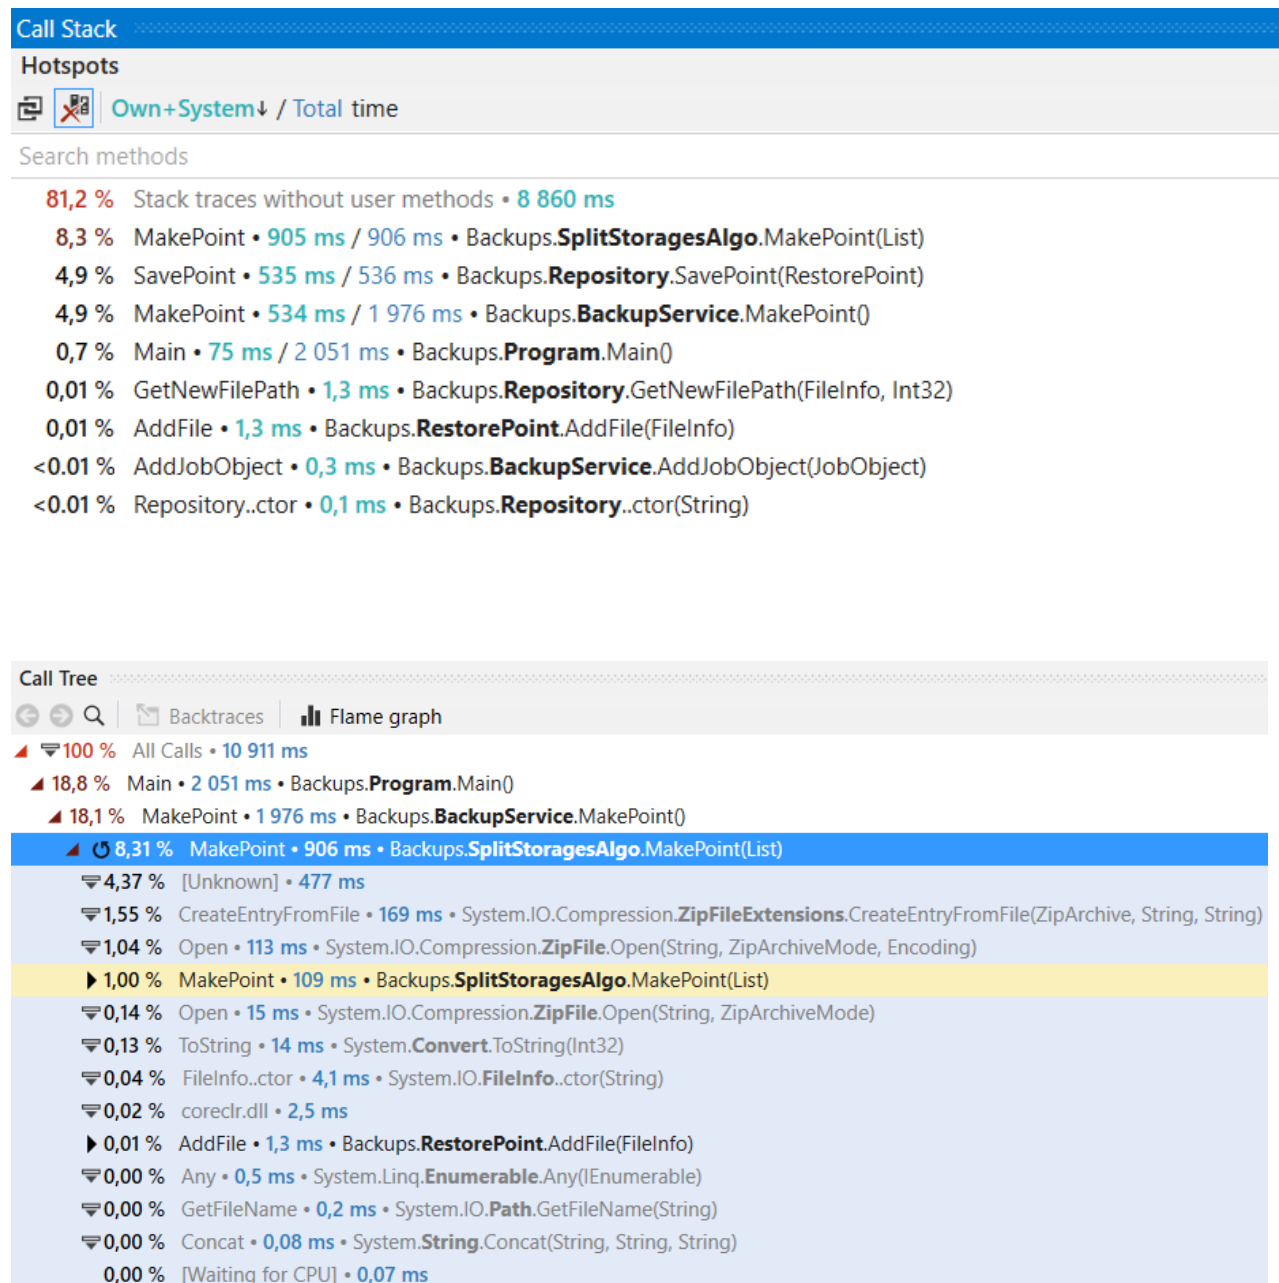 Call Stack
Hotspots
Own+System↓ / Total time
Search methods
81,2 % Stack traces without user methods • 8 860 ms
8,3 % MakePoint • 905 ms / 906 ms • Backups.SplitStoragesAlgo.MakePoint(List)
4,9 % SavePoint • 535 ms / 536 ms • Backups.Repository.SavePoint(RestorePoint)
4,9 % MakePoint • 534 ms / 1 976 ms • Backups.BackupService.MakePoint()
0,7 % Main • 75 ms / 2 051 ms • Backups.Program.Main()
0,01 % GetNewFilePath • 1,3 ms • Backups.Repository.GetNewFilePath(FileInfo, Int32)
0,01 % AddFile • 1,3 ms • Backups.RestorePoint.AddFile(FileInfo)
<0.01 % AddJobObject • 0,3 ms • Backups.BackupService.AddJobObject(JobObject)
<0.01 % Repository..ctor • 0,1 ms • Backups.Repository..ctor(String)
Call Tree
Backtraces Flame graph
100 % All Calls • 10 911 ms
18,8 % Main • 2 051 ms • Backups.Program.Main()
18,1 % MakePoint • 1 976 ms • Backups.BackupService.MakePoint()
8,31 % MakePoint • 906 ms • Backups.SplitStoragesAlgo.MakePoint(List)
4,37 % [Unknown] • 477 ms
1,55 % CreateEntryFromFile • 169 ms • System.IO.Compression.ZipFileExtensions.CreateEntryFromFile(ZipArchive, String, String)
1,04 % Open • 113 ms • System.IO.Compression.ZipFile.Open(String, ZipArchiveMode, Encoding)
1,00 % MakePoint • 109 ms • Backups.SplitStoragesAlgo.MakePoint(List)
0,14 % Open • 15 ms • System.IO.Compression.ZipFile.Open(String, ZipArchiveMode)
0,13 % ToString • 14 ms • System.Convert.ToString(Int32)
0,04 % FileInfo..ctor • 4,1 ms • System.IO.FileInfo..ctor(String)
0,02 % coreclr.dll • 2,5 ms
0,01 % AddFile • 1,3 ms • Backups.RestorePoint.AddFile(FileInfo)
0,00 % Any • 0,5 ms • System.Linq.Enumerable.Any(IEnumerable)
0,00 % GetFileName • 0,2 ms • System.IO.Path.GetFileName(String)
0,00 % Concat • 0,08 ms • System.String.Concat(String, String, String)
0,00 % [Waiting for CPU] • 0,07 ms